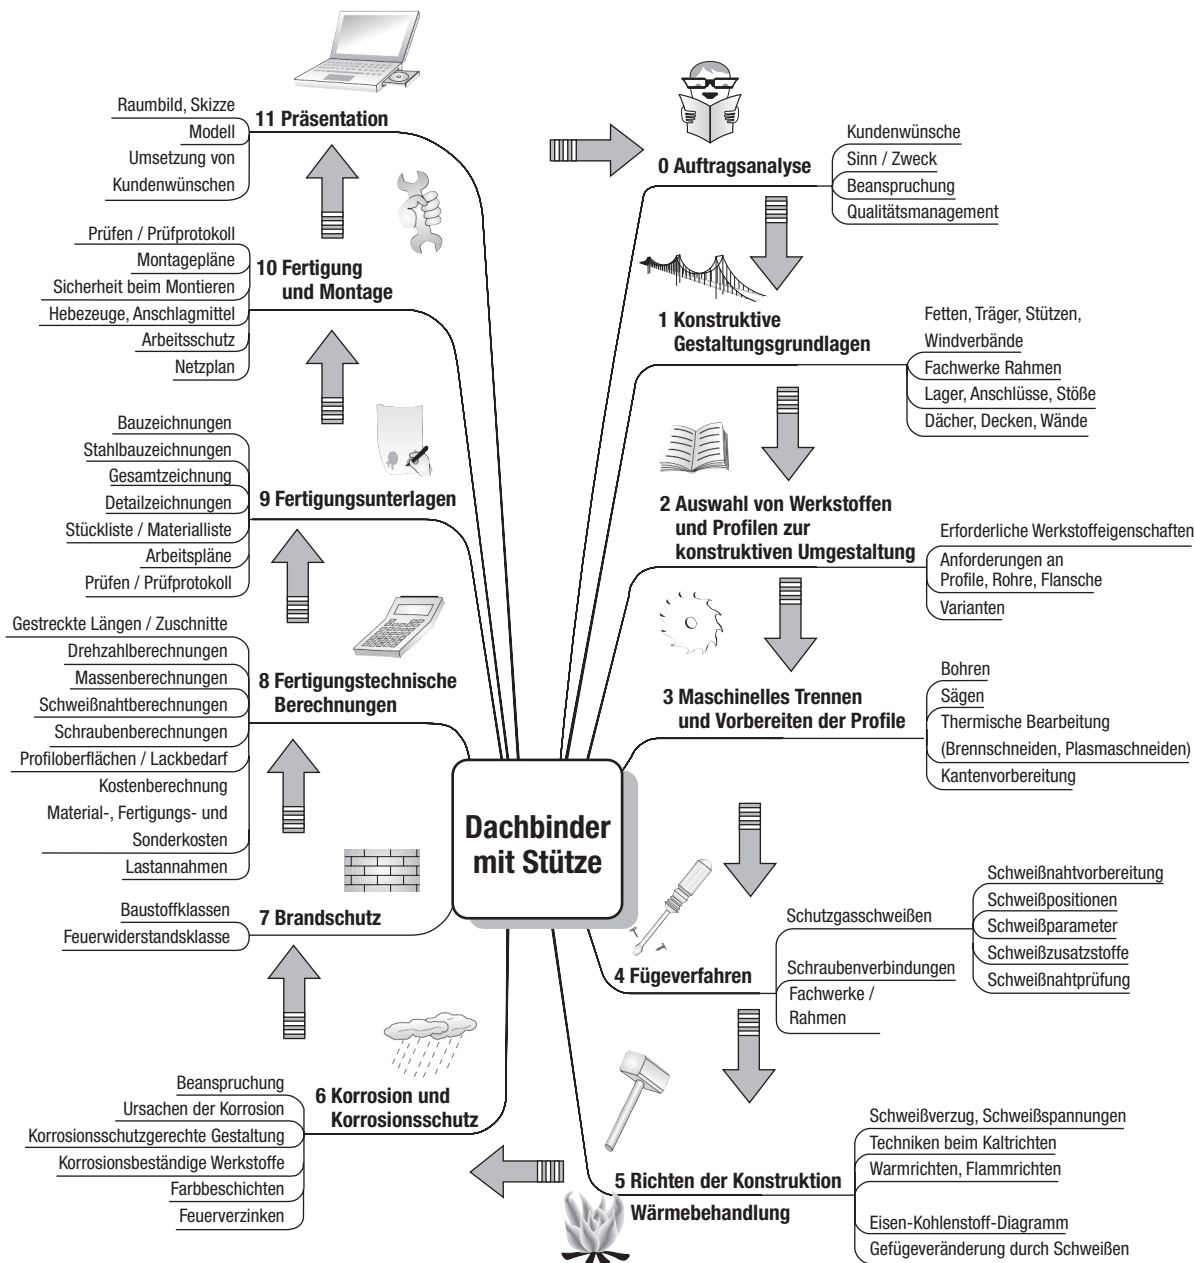 Dachbinder
mit Stütze
0 Auftragsanalyse
Kundenwünsche
Sinn / Zweck
Beanspruchung
Qualitätsmanagement
1 Konstruktive
Gestaltungsgrundlagen
Fetten, Träger, Stützen,
Windverbände
Fachwerke Rahmen
Lager, Anschlüsse, Stöße
Dächer, Decken, Wände
2 Auswahl von Werkstoffen
und Profilen zur
konstruktiven Umgestaltung
Erforderliche Werkstoffeigenschaften
Anforderungen an
Profile, Rohre, Flansche
Varianten
3 Maschinelles Trennen
und Vorbereiten der Profile
Bohren
Sägen
Thermische Bearbeitung
(Brennschneiden, Plasmaschneiden)
Kantenvorbereitung
4 Fügeverfahren
Schutzgasschweißen
Schweißnahtvorbereitung
Schweißpositionen
Schweißparameter
Schweißzusatzstoffe
Schweißnahtprüfung
Schraubenverbindungen
Fachwerke /
Rahmen
5 Richten der Konstruktion
Wärmebehandlung
Schweißverzug, Schweißspannungen
Techniken beim Kaltrichten
Warmrichten, Flammrichten
Eisen-Kohlenstoff-Diagramm
Gefügeveränderung durch Schweißen
6 Korrosion und
Korrosionsschutz
Beanspruchung
Ursachen der Korrosion
Korrosionsschutzgerechte Gestaltung
Korrosionsbeständige Werkstoffe
Farbbeschichten
Feuerverzinken
7 Brandschutz
Baustoffklassen
Feuerwiderstandsklasse
8 Fertigungstechnische
Berechnungen
Gestreckte Längen / Zuschnitte
Drehzahlberechnungen
Massenberechnungen
Schweißnahtberechnungen
Schraubenberechnungen
Profiloberflächen / Lackbedarf
Kostenberechnung
Material-, Fertigungs- und
Sonderkosten
Lastannahmen
9 Fertigungsunterlagen
Bauzeichnungen
Stahlbauzeichnungen
Gesamtzeichnung
Detailzeichnungen
Stückliste / Materialliste
Arbeitspläne
Prüfen / Prüfprotokoll
10 Fertigung
und Montage
Prüfen / Prüfprotokoll
Montagepläne
Sicherheit beim Montieren
Hebezeuge, Anschlagmittel
Arbeitsschutz
Netzplan
11 Präsentation
Raumbild, Skizze
Modell
Umsetzung von
Kundenwünschen